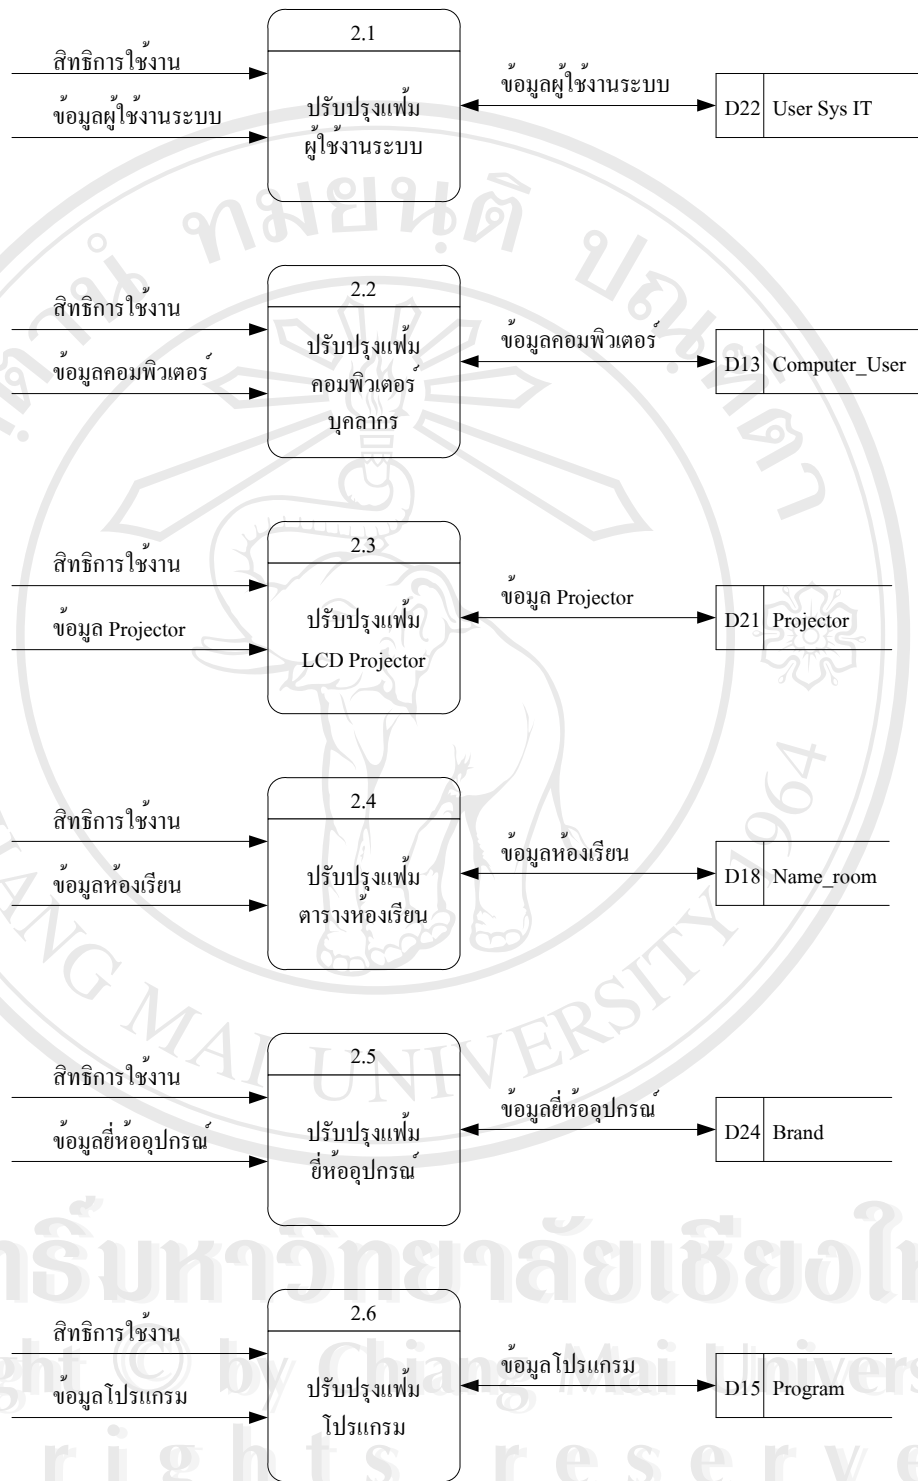 2.1
สิทธิการใช้งาน
ข้อมูลผู้ใช้งานระบบ
ปรับปรุงแฟ้ม
ผู้ใช้งานระบบ
ข้อมูลผู้ใช้งานระบบ
D22 User Sys IT
2.2
สิทธิการใช้งาน
ข้อมูลคอมพิวเตอร์
ปรับปรุงแฟ้ม
คอมพิวเตอร์
บุคลากร
ข้อมูลคอมพิวเตอร์
D13 Computer_User
2.3
สิทธิการใช้งาน
ข้อมูล Projector
ปรับปรุงแฟ้ม
LCD Projector
ข้อมูล Projector
D21 Projector
2.4
สิทธิการใช้งาน
ข้อมูลห้องเรียน
ปรับปรุงแฟ้ม
ตารางห้องเรียน
ข้อมูลห้องเรียน
D18 Name_room
2.5
สิทธิการใช้งาน
ข้อมูลยี่ห้ออุปกรณ์
ปรับปรุงแฟ้ม
ยี่ห้ออุปกรณ์
ข้อมูลยี่ห้ออุปกรณ์
D24 Brand
2.6
สิทธิการใช้งาน
ข้อมูลโปรแกรม
ปรับปรุงแฟ้ม
โปรแกรม
ข้อมูลโปรแกรม
D15 Program
ANG MAI UNIVERSITY 1964
by Chiang Mai Univers
rights reserve